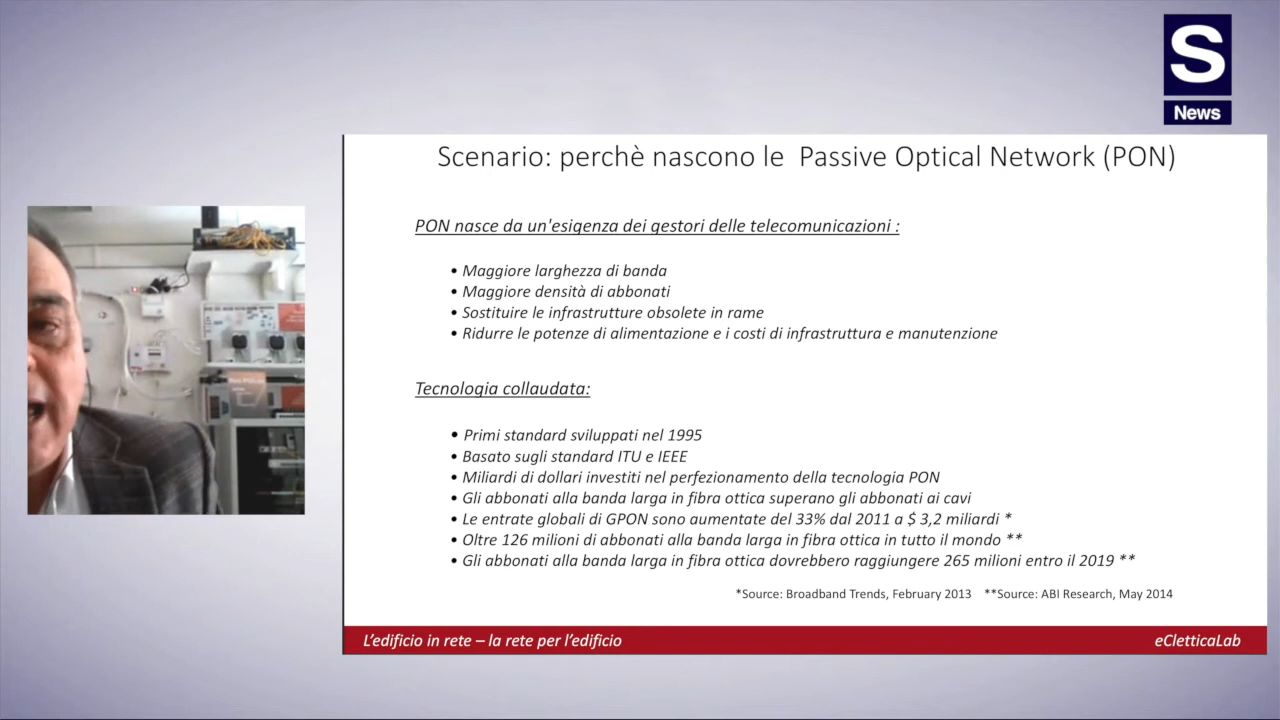 S
News
Scenario: perchè nascono le Passive Optical Network (PON)
PON nasce da un'esigenza dei gestori delle telecomunicazioni :
• Maggiore larghezza di banda
• Maggiore densità di abbonati
• Sostituire le infrastrutture obsolete in rame
• Ridurre le potenze di alimentazione e i costi di infrastruttura e manutenzione
Tecnologia collaudata:
• Primi standard sviluppati nel 1995
• Basato sugli standard ITU e IEEE
• Miliardi di dollari investiti nel perfezionamento della tecnologia PON
• Gli abbonati alla banda larga in fibra ottica superano gli abbonati ai cavi
• Le entrate globali di GPON sono aumentate del 33% dal 2011 a $ 3,2 miliardi *
• Oltre 126 milioni di abbonati alla banda larga in fibra ottica in tutto il mondo **
• Gli abbonati alla banda larga in fibra ottica dovrebbero raggiungere 265 milioni entro il 2019 **
*Source: Broadband Trends, February 2013 **Source: ABI Research, May 2014
L’edificio in rete – la rete per l’edificio
eCletticaLab